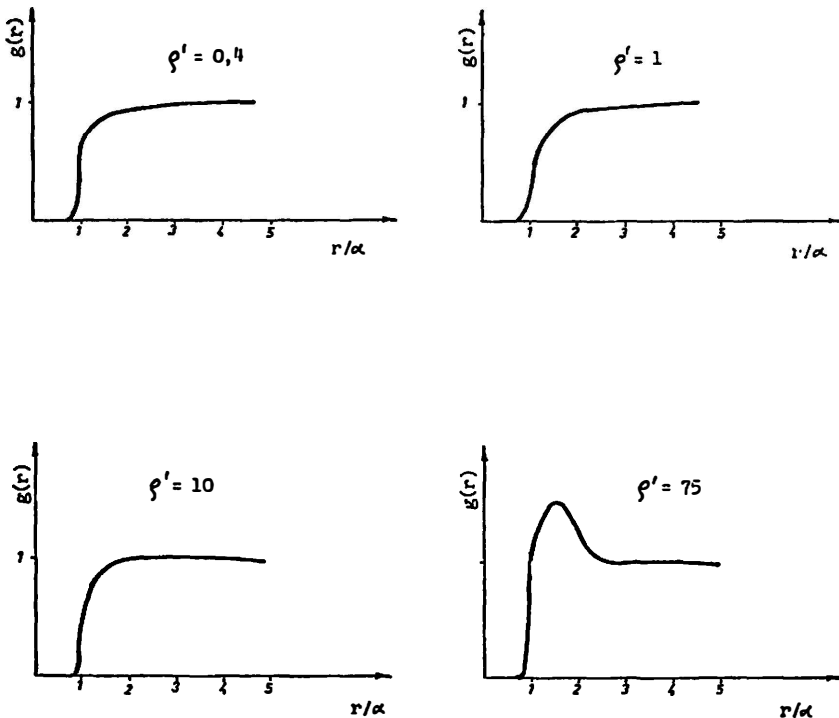 g(r)
ρ' = 0,4
1
1 2 3 4 5
r/α
g(r)
ρ' = 1
1
1 2 3 4 5
r/α
g(r)
ρ' = 10
1
1 2 3 4 5
r/α
g(r)
ρ' = 75
1 2 3 4 5
r/α